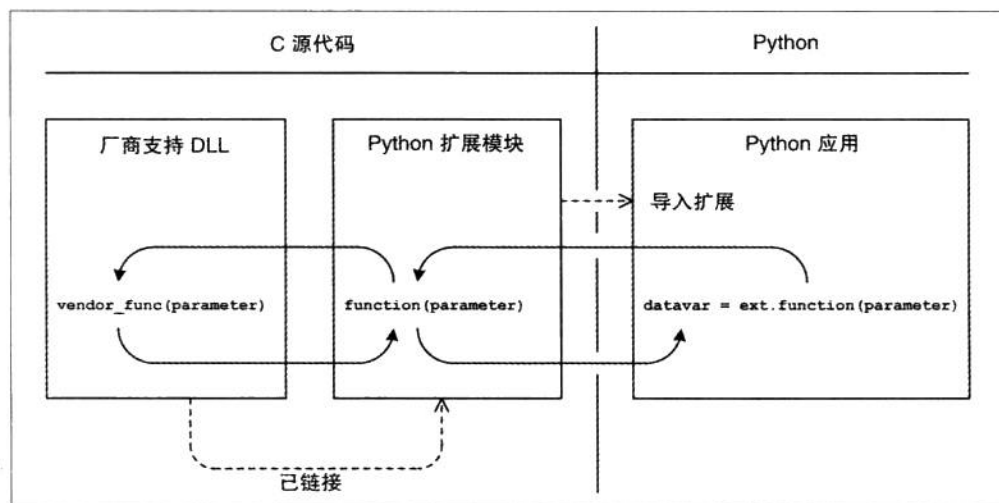 C 源代码
Python
厂商支持 DLL
Python 扩展模块
Python 应用
导入扩展
vendor_func(parameter)
function(parameter)
datavar = ext.function(parameter)
已链接